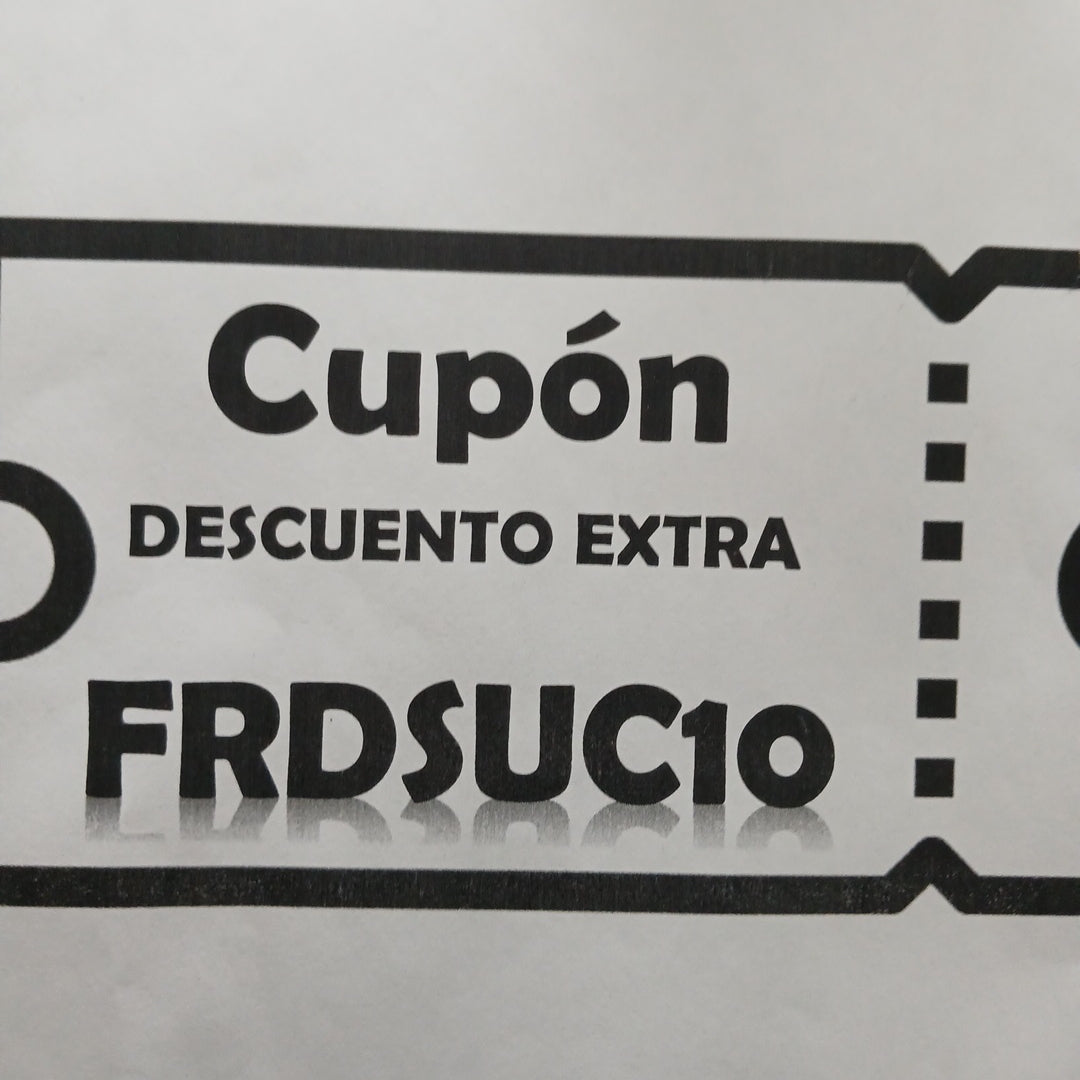 Cupón
DESCUENTO EXTRA
FRDSUC10